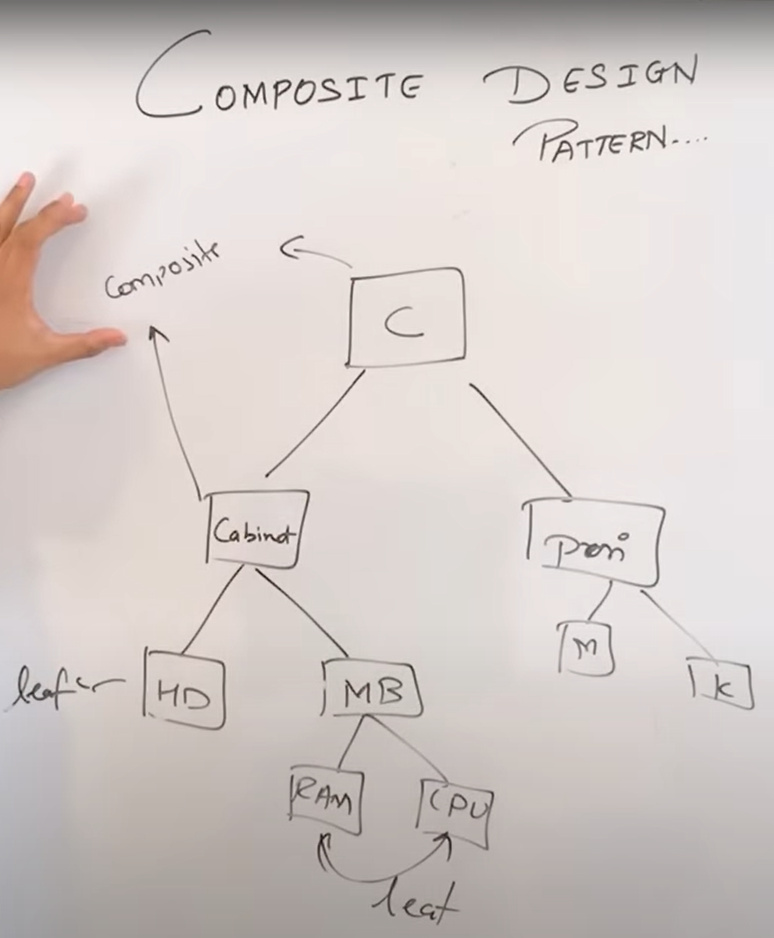 COMPOSITE DESIGN
PATTERN....
Composite
C
Cabinet
peri
M
K
leaf
HD
MB
RAM
CPU
leaf